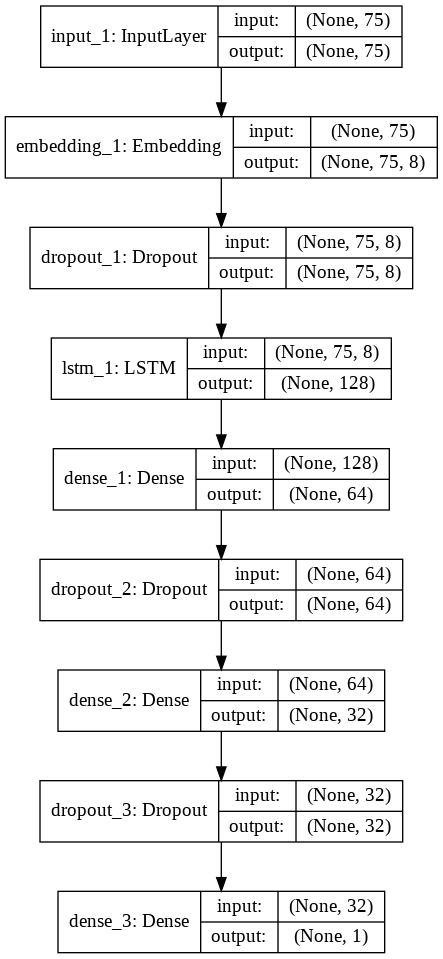 input_1: InputLayer
input:
(None, 75)
output:
(None, 75)
embedding_1: Embedding
input:
(None, 75)
output:
(None, 75, 8)
dropout_1: Dropout
input:
(None, 75, 8)
output:
(None, 75, 8)
lstm_1: LSTM
input:
(None, 75, 8)
output:
(None, 128)
dense_1: Dense
input:
(None, 128)
output:
(None, 64)
dropout_2: Dropout
input:
(None, 64)
output:
(None, 64)
dense_2: Dense
input:
(None, 64)
output:
(None, 32)
dropout_3: Dropout
input:
(None, 32)
output:
(None, 32)
dense_3: Dense
input:
(None, 32)
output:
(None, 1)